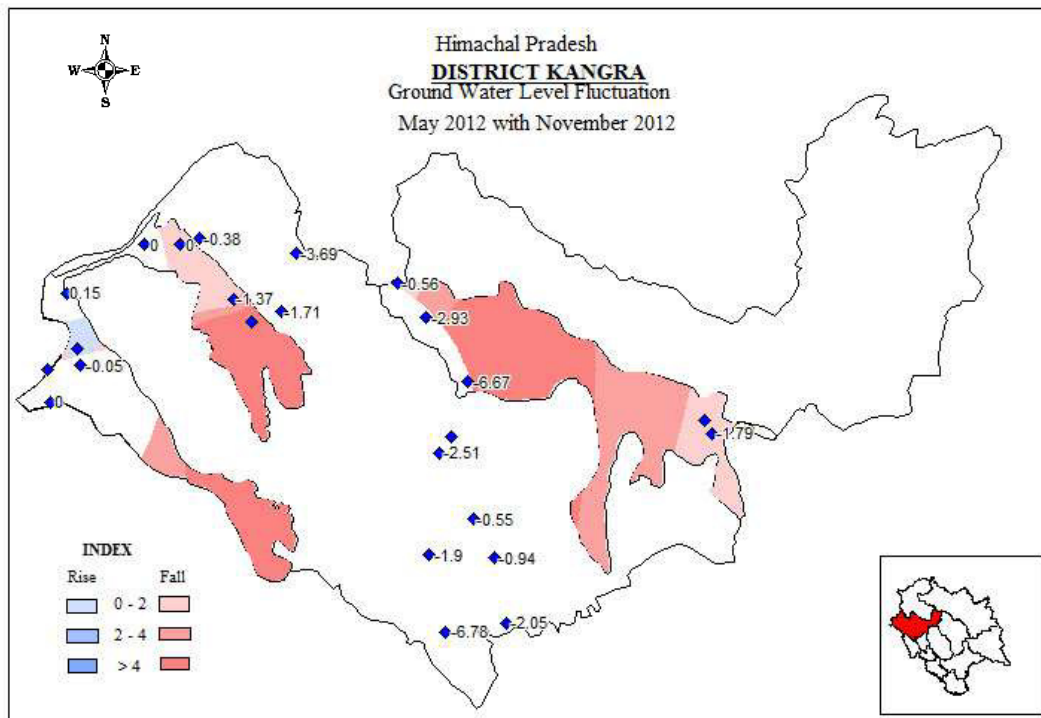 Himachal Pradesh
DISTRICT KANGRA
Ground Water Level Fluctuation
May 2012 with November 2012
N
W E
S
0
0
-0.38
-3.69
-0.56
0.15
-1.37
-1.71
-2.93
-0.05
-6.67
0
-1.79
-2.51
-0.55
-1.9
-0.94
-2.05
-6.78
INDEX
Rise Fall
0 - 2
2 - 4
> 4